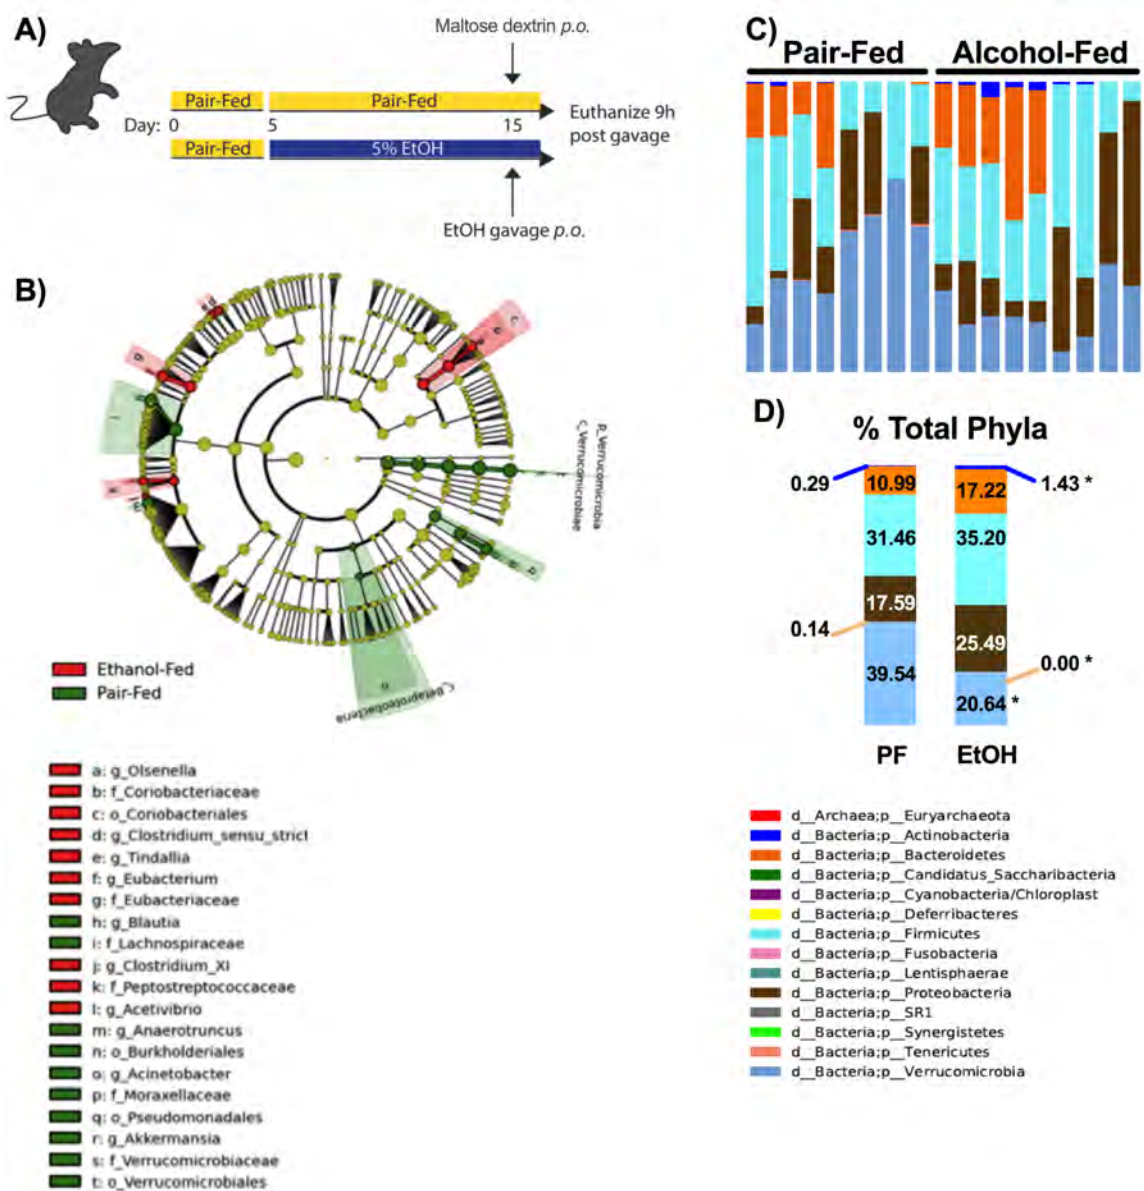 A)
Maltose dextrin p.o.
Pair-Fed
Pair-Fed
Day: 0 5 15
Pair-Fed
5% EtOH
Euthanize 9h
post gavage
EtOH gavage p.o.
B)
p_Verrucomicrobia
c_Verrucomicrobiae
c_Betaproteobacteria
Ethanol-Fed
Pair-Fed
a: g_Olsenella
b: f_Coriobacteriaceae
c: o_Coriobacteriales
d: g_Clostridium_sensu_strict
e: g_Tindallia
f: g_Eubacterium
g: f_Eubacteriaceae
h: g_Blautia
i: f_Lachnospiraceae
j: g_Clostridium_XI
k: f_Peptostreptococcaceae
l: g_Acetivibrio
m: g_Anaerotruncus
n: o_Burkholderiales
o: g_Acinetobacter
p: f_Moraxellaceae
q: o_Pseudomonadales
r: g_Akkermansia
s: f_Verrucomicrobiaceae
t: o_Verrucomicrobiales
C)
Pair-Fed Alcohol-Fed
D)
% Total Phyla
0.29 10.99 17.22 1.43 *
31.46 35.20
17.59
0.14 25.49
0.00 *
39.54
20.64 *
PF EtOH
d__Archaea;p__Euryarchaeota
d__Bacteria;p__Actinobacteria
d__Bacteria;p__Bacteroidetes
d__Bacteria;p__Candidatus_Saccharibacteria
d__Bacteria;p__Cyanobacteria/Chloroplast
d__Bacteria;p__Deferribacteres
d__Bacteria;p__Firmicutes
d__Bacteria;p__Fusobacteria
d__Bacteria;p__Lentisphaerae
d__Bacteria;p__Proteobacteria
d__Bacteria;p__SR1
d__Bacteria;p__Synergistetes
d__Bacteria;p__Tenericutes
d__Bacteria;p__Verrucomicrobia